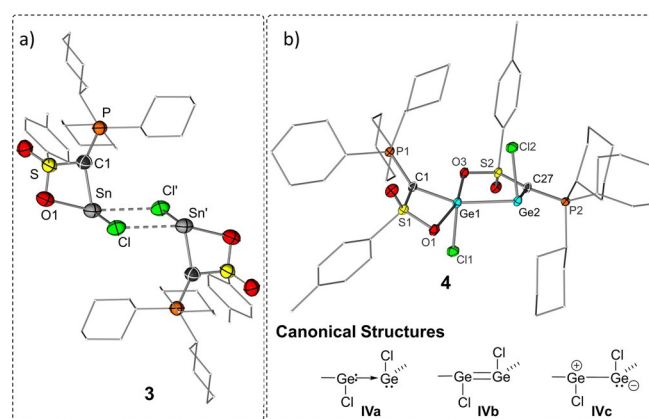 a)
P
S
C1
Cl'
O1
Sn
Sn'
Cl
3
b)
Cl2
P1
O3
S2
C1
C27
S1
Ge1
Ge2
P2
O1
Cl1
4
Canonical Structures
Cl
Cl
Cl
Ge
Ge
Ge
Ge
Ge
Ge
Cl
Cl
Cl
IVa
IVb
IVc